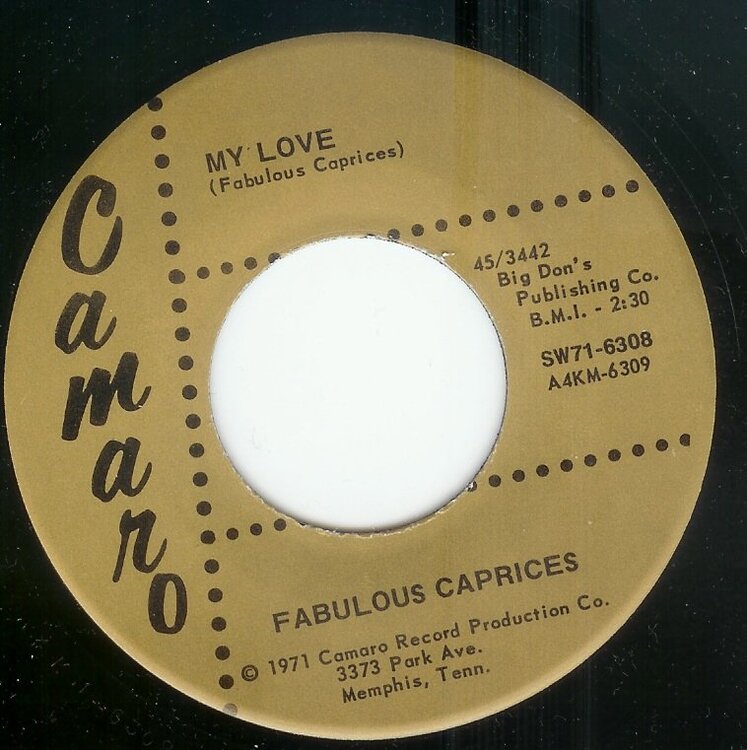 Camaro
MY LOVE
(Fabulous Caprices)
45/3442
Big Don's
Publishing Co.
B.M.I. - 2:30
SW71-6308
A4KM-6309
FABULOUS CAPRICES
© 1971 Camaro Record Production Co.
3373 Park Ave.
Memphis, Tenn.